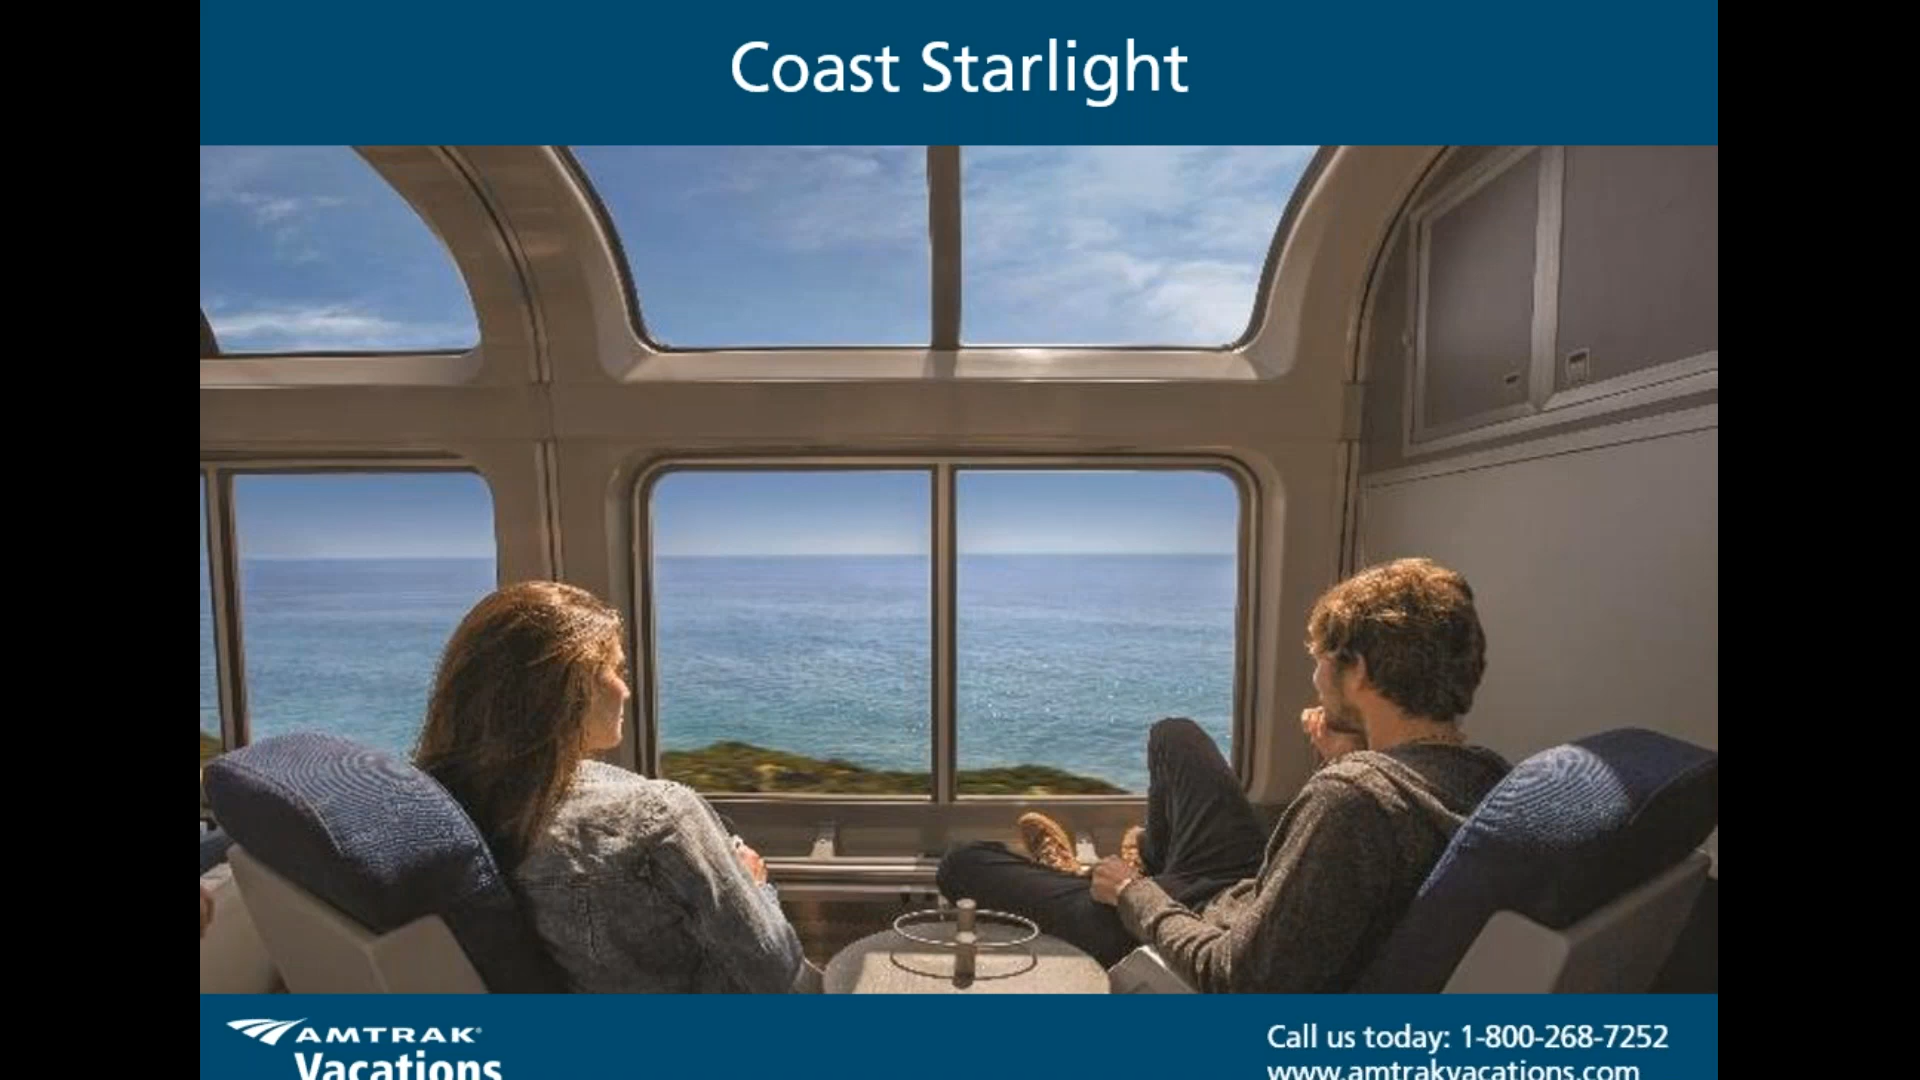 Coast Starlight
AMTRAK
Vacations
Call us today: 1-800-268-7252
www.amtrakvacations.com